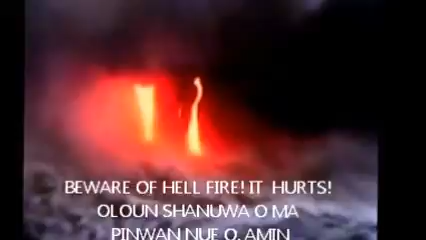 BEWARE OF HELL FIRE! IT HURTS!
OLOUN SHANUWA O MA
PINWAN NUE O. AMIN